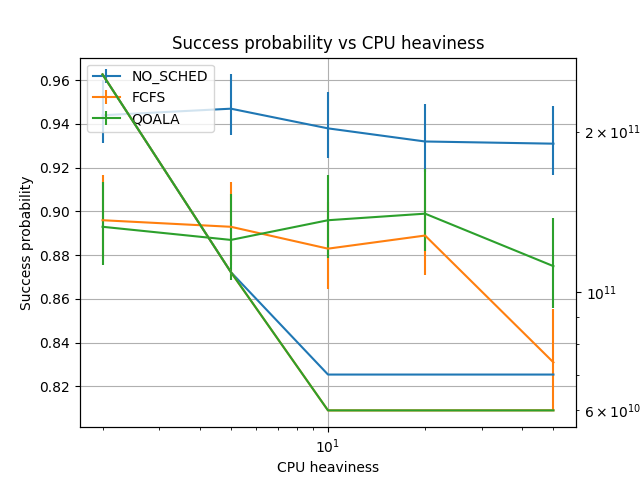 Success probability vs CPU heaviness
NO_SCHED
FCFS
QOALA
0.96
0.94
0.92
0.90
0.88
0.86
0.84
0.82
Success probability
2 × 10¹¹
10¹¹
6 × 10¹⁰
10¹
CPU heaviness